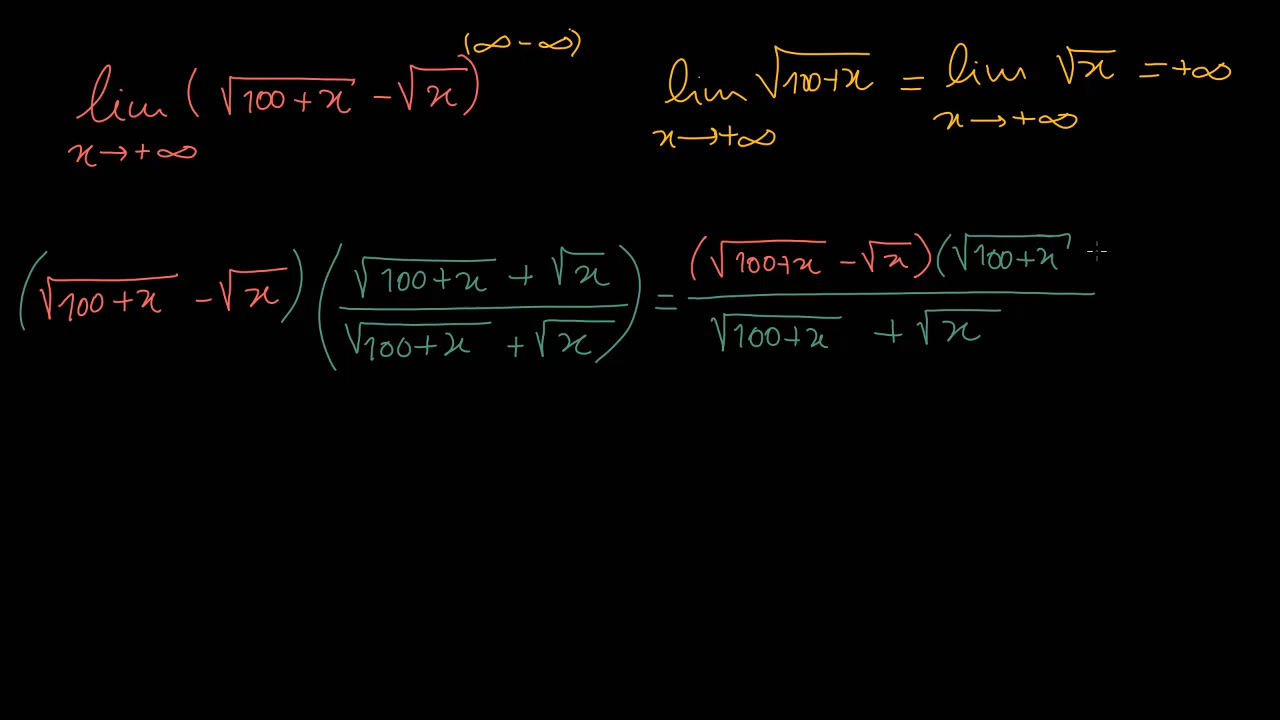 lim (√(100+x) - √x) (∞-∞)
x→+∞
lim √(100+x) = lim √x = +∞
x→+∞ x→+∞
(√(100+x) - √x) ((√(100+x) + √x)/(√(100+x) + √x)) = (√(100+x) - √x)(√(100+x)/(√(100+x) + √x)